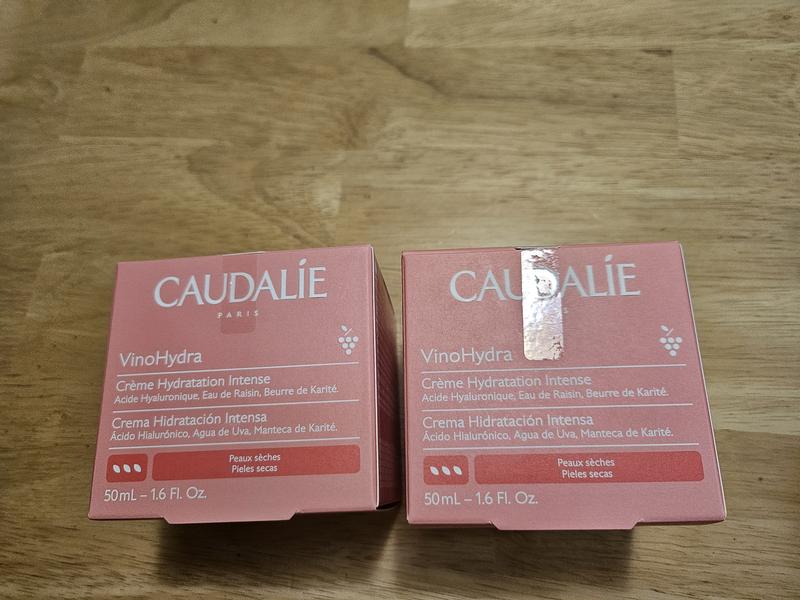 CAUDALÍE
PARIS
VinoHydra
Crème Hydratation Intense
Acide Hyaluronique, Eau de Raisin, Beurre de Karité.
Crema Hidratación Intensa
Ácido Hialurónico, Agua de Uva, Manteca de Karité.
Peaux sèches
Pieles secas
50mL – 1.6 Fl. Oz.
CAUDALÍE
VinoHydra
Crème Hydratation Intense
Acide Hyaluronique, Eau de Raisin, Beurre de Karité.
Crema Hidratación Intensa
Ácido Hialurónico, Agua de Uva, Manteca de Karité.
Peaux sèches
Pieles secas
50mL – 1.6 Fl. Oz.